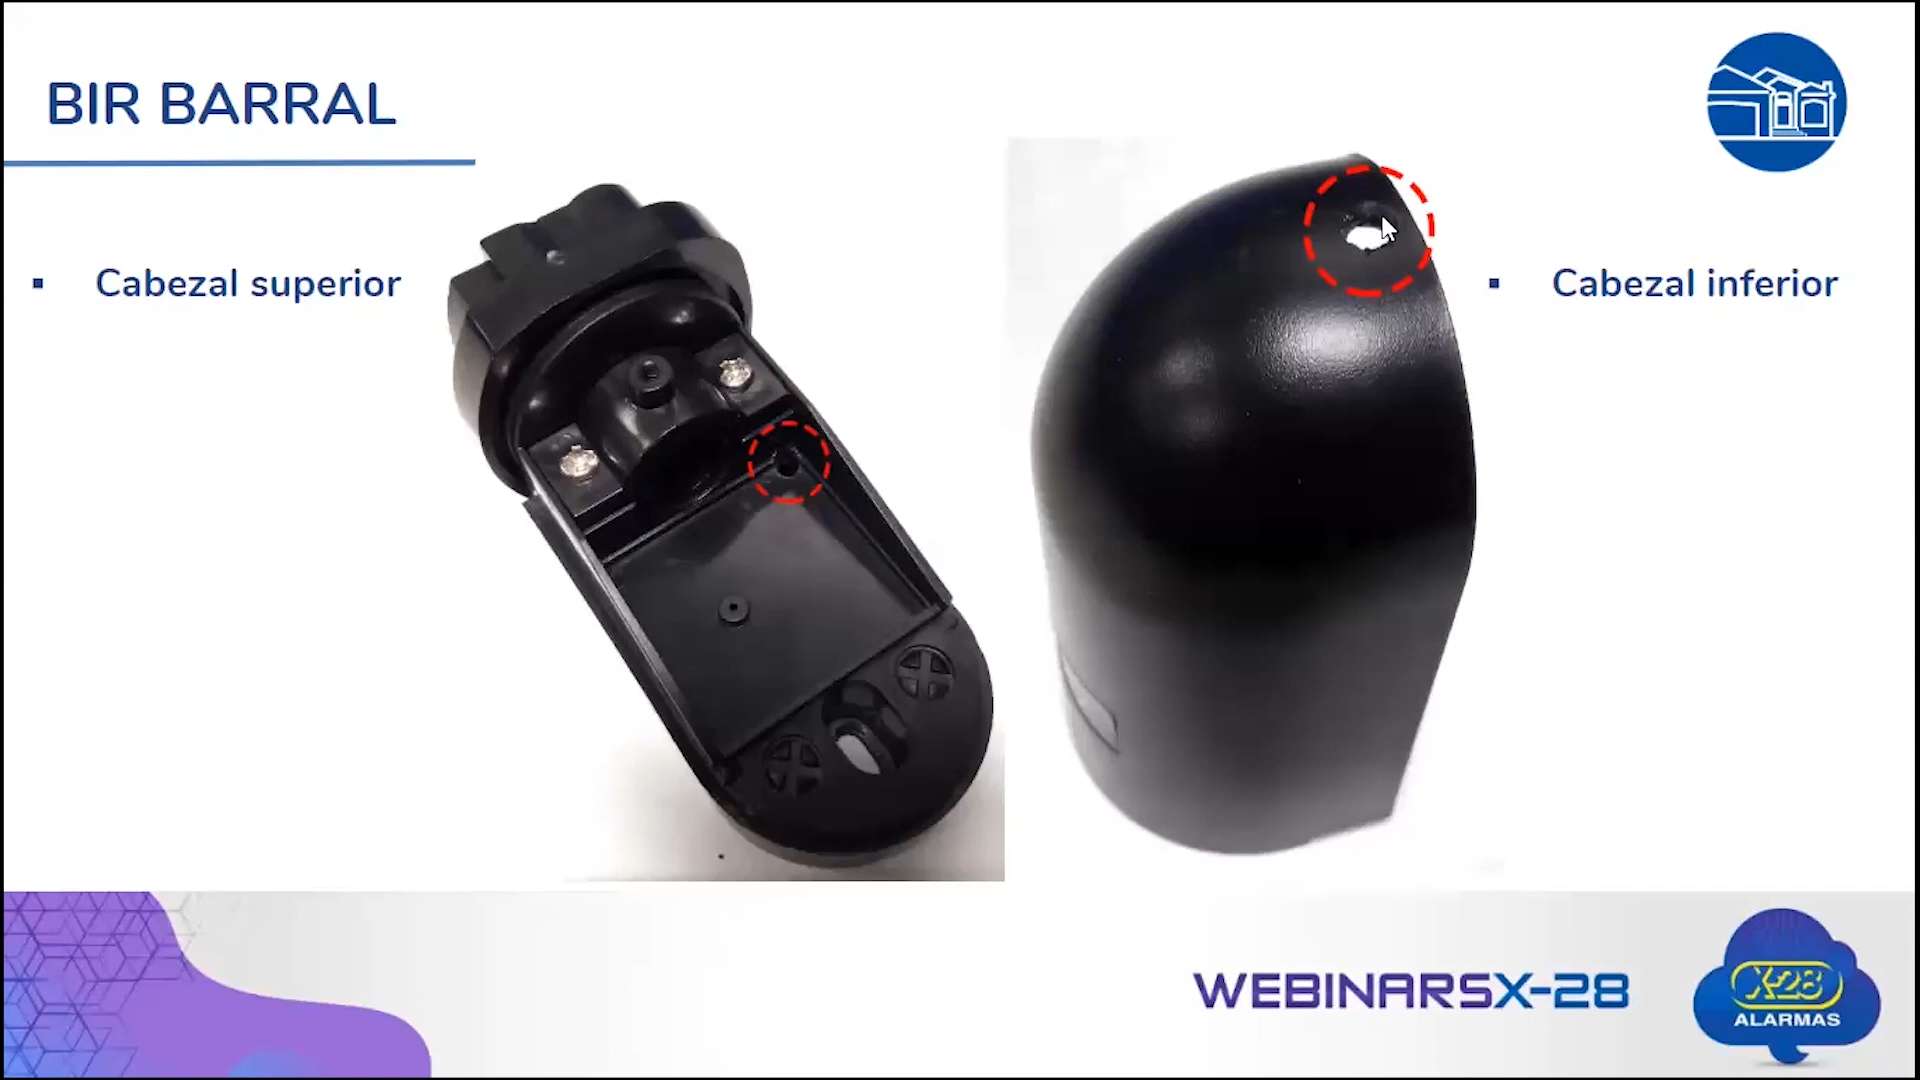 BIR BARRAL
▪ Cabezal superior
▪ Cabezal inferior
WEBINARSX-28
X-28
ALARMAS